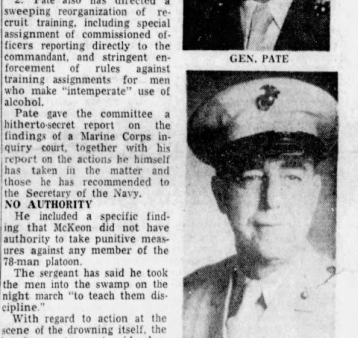 2. Pate also has directed a
sweeping reorganization of re-
cruit training, including special
assignment of commissioned of-
ficers reporting directly to the
commandant, and stringent en-
forcement of rules against
training assignments for men
who make "intemperate" use of
alcohol.
Pate gave the committee a
hitherto-secret report on the
findings of a Marine Corps in-
quiry court, together with his
report on the actions he himself
has taken in the matter and
those he has recommended to
the Secretary of the Navy.
NO AUTHORITY
He included a specific find-
ing that McKeon did not have
authority to take punitive meas-
ures against any member of the
78-man platoon.
The sergeant has said he took
the men into the swamp on the
night march "to teach them dis-
cipline."
With regard to action at the
scene of the drowning itself, the
GEN. PATE